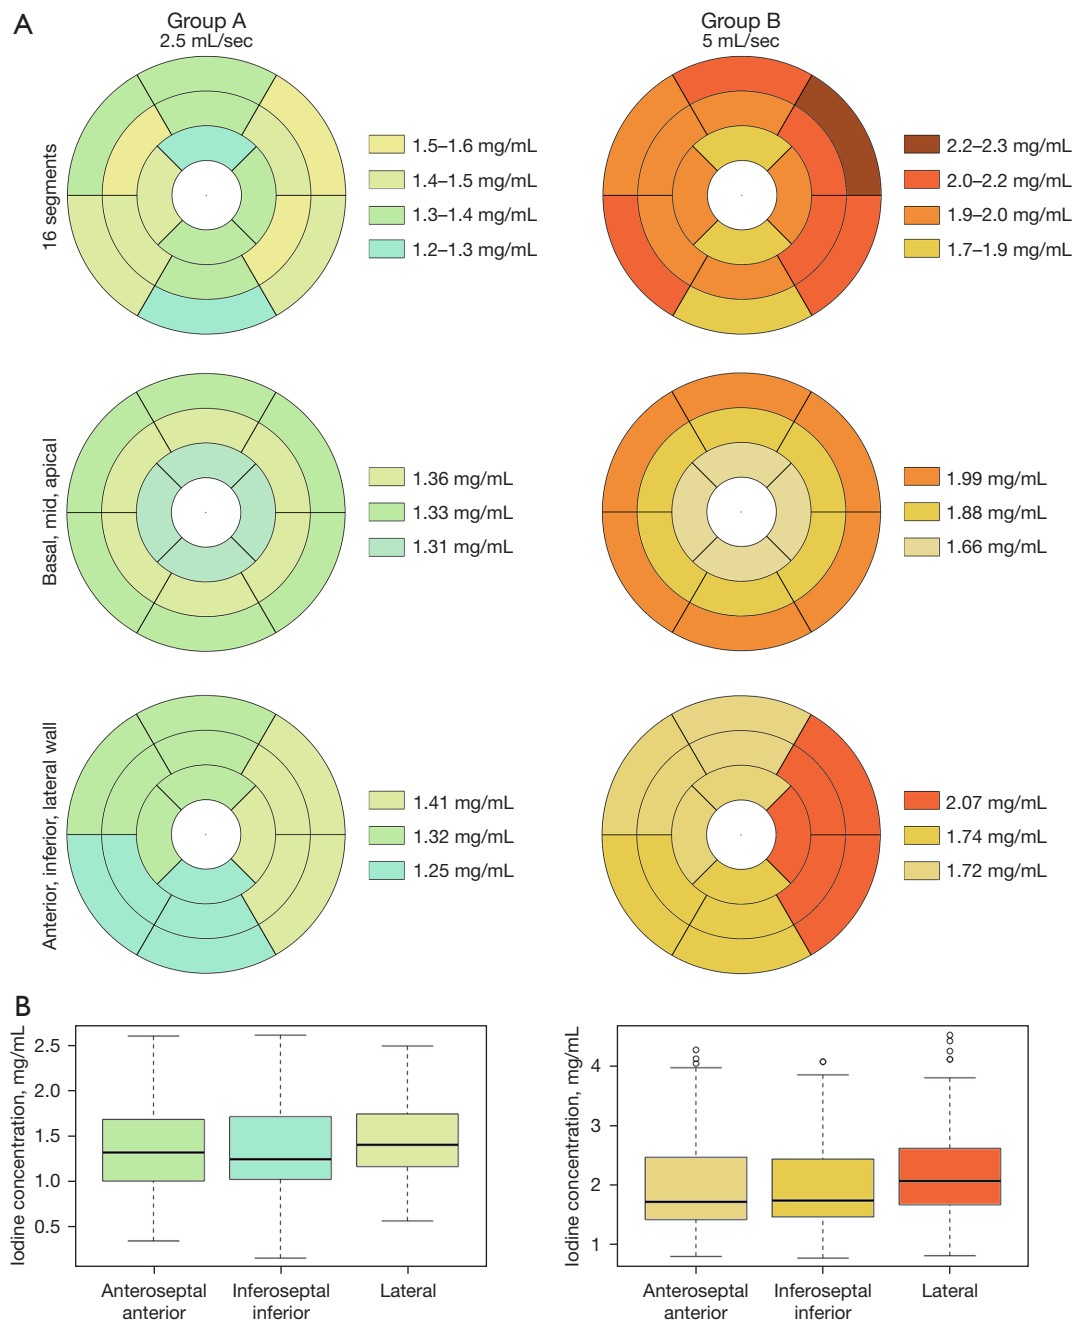 A
Group A
2.5 mL/sec
Group B
5 mL/sec
16 segments
1.5–1.6 mg/mL
1.4–1.5 mg/mL
1.3–1.4 mg/mL
1.2–1.3 mg/mL
2.2–2.3 mg/mL
2.0–2.2 mg/mL
1.9–2.0 mg/mL
1.7–1.9 mg/mL
Basal, mid, apical
1.36 mg/mL
1.33 mg/mL
1.31 mg/mL
1.99 mg/mL
1.88 mg/mL
1.66 mg/mL
Anterior, inferior, lateral wall
1.41 mg/mL
1.32 mg/mL
1.25 mg/mL
2.07 mg/mL
1.74 mg/mL
1.72 mg/mL
B
Iodine concentration, mg/mL
2.5
2.0
1.5
1.0
0.5
Anteroseptal
anterior
Inferoseptal
inferior
Lateral
Iodine concentration, mg/mL
4
3
2
1
Anteroseptal
anterior
Inferoseptal
inferior
Lateral